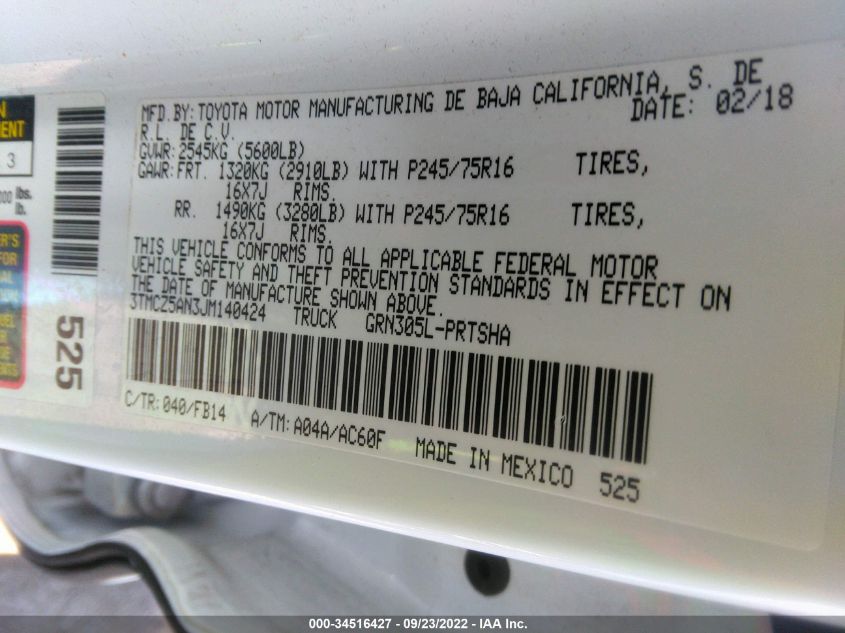 MFD.BY: TOYOTA MOTOR MANUFACTURING DE BAJA CALIFORNIA, S. DE
R.L. DE C.V. DATE: 02/18
GVWR: 2545KG (5600LB)
GAWR: FRT. 1320KG (2910LB) WITH P245/75R16 TIRES,
16X7J RIMS.
RR. 1490KG (3280LB) WITH P245/75R16 TIRES,
16X7J RIMS.
THIS VEHICLE CONFORMS TO ALL APPLICABLE FEDERAL MOTOR
VEHICLE SAFETY AND THEFT PREVENTION STANDARDS IN EFFECT ON
THE DATE OF MANUFACTURE SHOWN ABOVE.
3TMCZ5AN3JM140424 TRUCK GRN305L-PRTSHA
C/TR: 040/FB14 A/TM: A04A/AC60F MADE IN MEXICO 525
525
3
lbs.
lb.
FOR
000-34516427 - 09/23/2022 - IAA Inc.